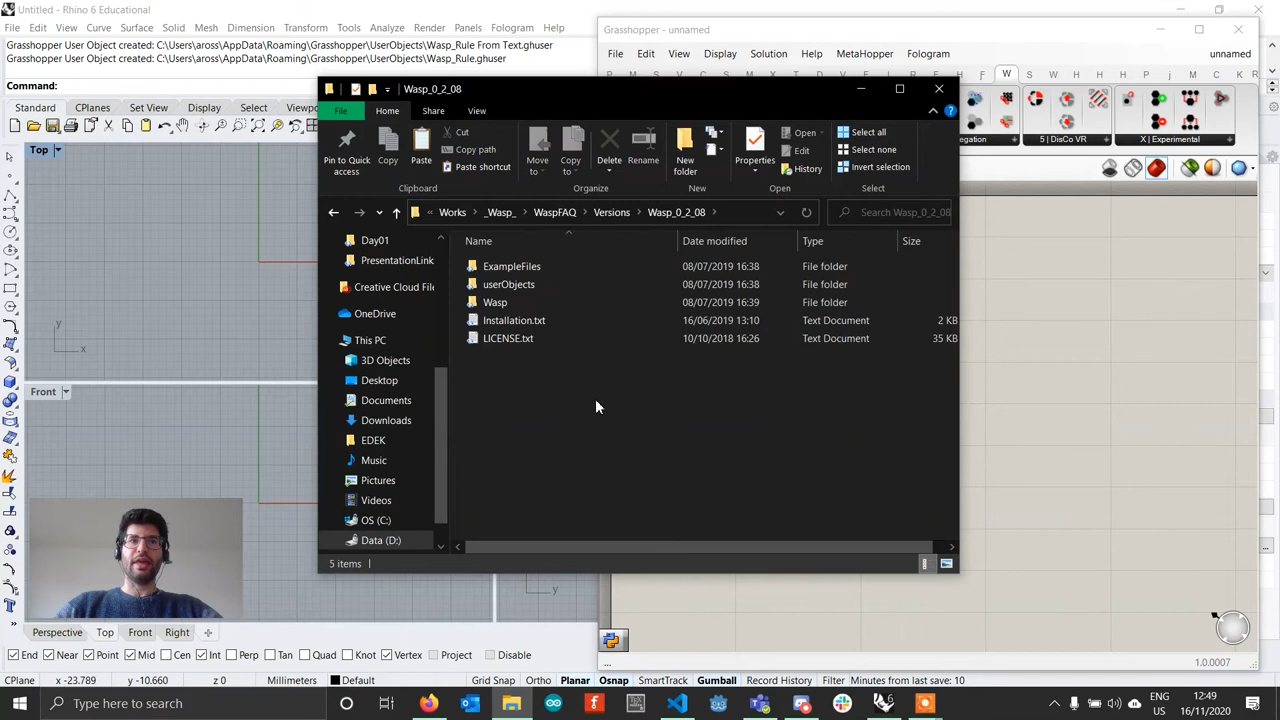 Untitled - Rhino 6 Educational
File Edit View Curve Surface Solid Mesh Dimension Transform Tools Analyze Render Panels Fologram
Grasshopper User Object created: C:\Users\aross\AppData\Roaming\Grasshopper\UserObjects\Wasp_Rule From Text.ghuser
Grasshopper User Object created: C:\Users\aross\AppData\Roaming\Grasshopper\UserObjects\Wasp_Rule.ghuser
Command:
Standard CPlanes Set View Display Select Viewpo
Top
Front
Grasshopper - unnamed
File Edit View Display Solution Help MetaHopper Fologram unnamed
F W S W D M K E
egation 5 | DisCo VR X | Experimental
Wasp_0_2_08
File Home Share View
Pin to Quick access
Copy
Paste
Cut
Copy path
Paste shortcut
Clipboard
Move to
Copy to
Delete
Rename
Organize
New folder
New
Properties
Open
Edit
History
Open
Select all
Select none
Invert selection
Select
« Works _Wasp_ WaspFAQ Versions Wasp_0_2_08
Search Wasp_0_2_08
Day01
PresentationLink
Creative Cloud File
OneDrive
This PC
3D Objects
Desktop
Documents
Downloads
EDEK
Music
Pictures
Videos
OS (C:)
Data (D:)
Name Date modified Type Size
ExampleFiles 08/07/2019 16:38 File folder
userObjects 08/07/2019 16:38 File folder
Wasp 08/07/2019 16:39 File folder
Installation.txt 16/06/2019 13:10 Text Document 2 KB
LICENSE.txt 10/10/2018 16:26 Text Document 35 KB
5 items
y
x
y
x
...
1.0.0007
Perspective Top Front Right
End Near Point Mid Cen Int Perp Tan Quad Knot Vertex Project Disable
CPlane x -23.789 y -10.660 z 0 Millimeters Default Grid Snap Ortho Planar Osnap SmartTrack Gumball Record History Filter Minutes from last save: 10
Type here to search
ENG
US
12:49
16/11/2020